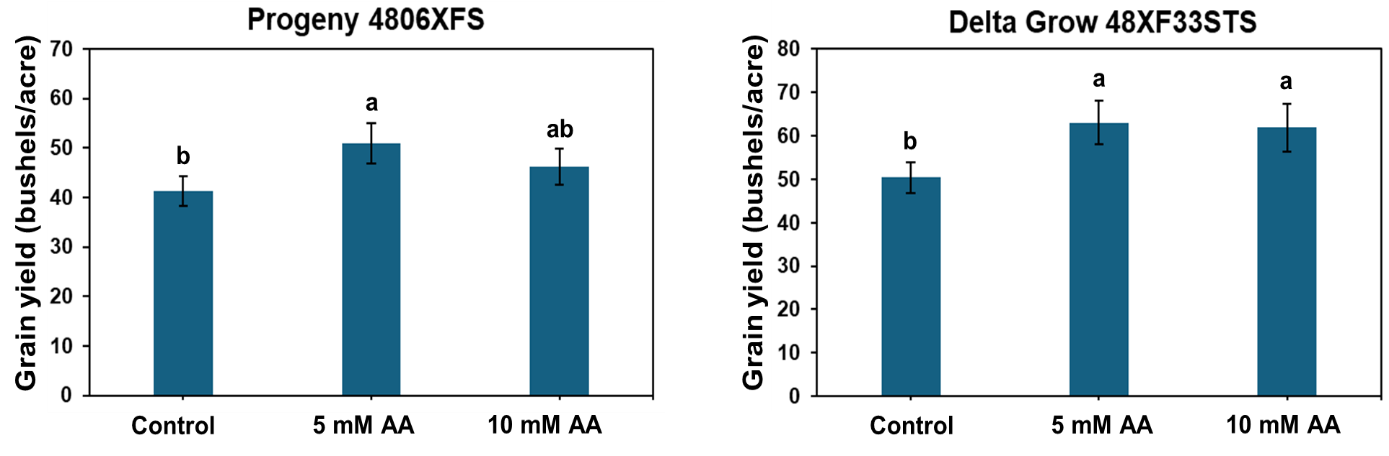 Progeny 4806XFS
Grain yield (bushels/acre)
70
60
50
40
30
20
10
0
b
a
ab
Control
5 mM AA
10 mM AA
Delta Grow 48XF33STS
Grain yield (bushels/acre)
80
70
60
50
40
30
20
10
0
b
a
a
Control
5 mM AA
10 mM AA